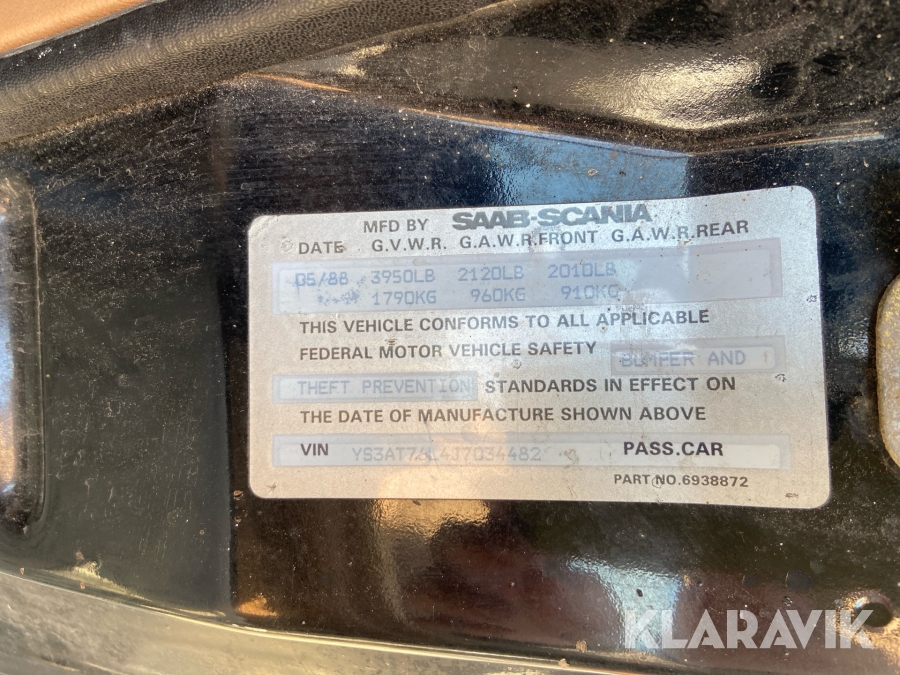 MFD BY SAAB-SCANIA
DATE G.V.W.R. G.A.W.R.FRONT G.A.W.R.REAR
05/88 3950LB 2120LB 2010LB
1790KG 960KG 910KG
THIS VEHICLE CONFORMS TO ALL APPLICABLE
FEDERAL MOTOR VEHICLE SAFETY BUMPER AND
THEFT PREVENTION STANDARDS IN EFFECT ON
THE DATE OF MANUFACTURE SHOWN ABOVE
VIN YS3AT76L4J7034482 PASS.CAR
PART NO.6938872
KLARAVIK